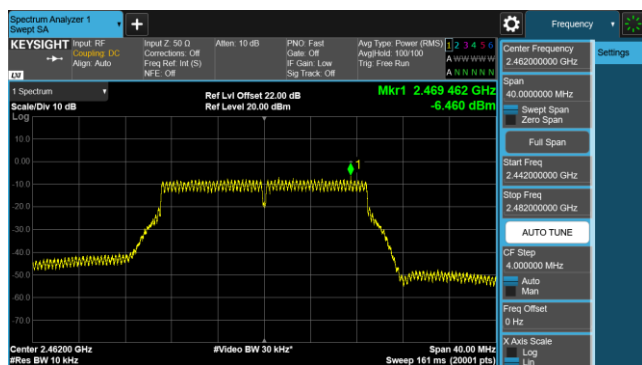 Spectrum Analyzer 1
Swept SA
+
Frequency
KEYSIGHT
Input: RF
Coupling: DC
Align: Auto
Input Z: 50 Ω
Corrections: Off
Freq Ref: Int (S)
NFE: Off
Atten: 10 dB
PNO: Fast
Gate: Off
IF Gain: Low
Sig Track: Off
Avg Type: Power (RMS)
Avg|Hold: 100/100
Trig: Free Run
1 2 3 4 5 6
A W W W W W
A N N N N N
LXI
1 Spectrum
Scale/Div 10 dB
Log
Ref Lvl Offset 22.00 dB
Ref Level 20.00 dBm
Mkr1 2.469 462 GHz
-6.460 dBm
10.0
0.00
-10.0
-20.0
-30.0
-40.0
-50.0
-60.0
-70.0
1
Center 2.46200 GHz
#Res BW 10 kHz
#Video BW 30 kHz*
Span 40.00 MHz
Sweep 161 ms (20001 pts)
Center Frequency
2.462000000 GHz
Span
40.0000000 MHz
Swept Span
Zero Span
Full Span
Start Freq
2.442000000 GHz
Stop Freq
2.482000000 GHz
AUTO TUNE
CF Step
4.000000 MHz
Auto
Man
Freq Offset
0 Hz
X Axis Scale
Log
Lin
Settings